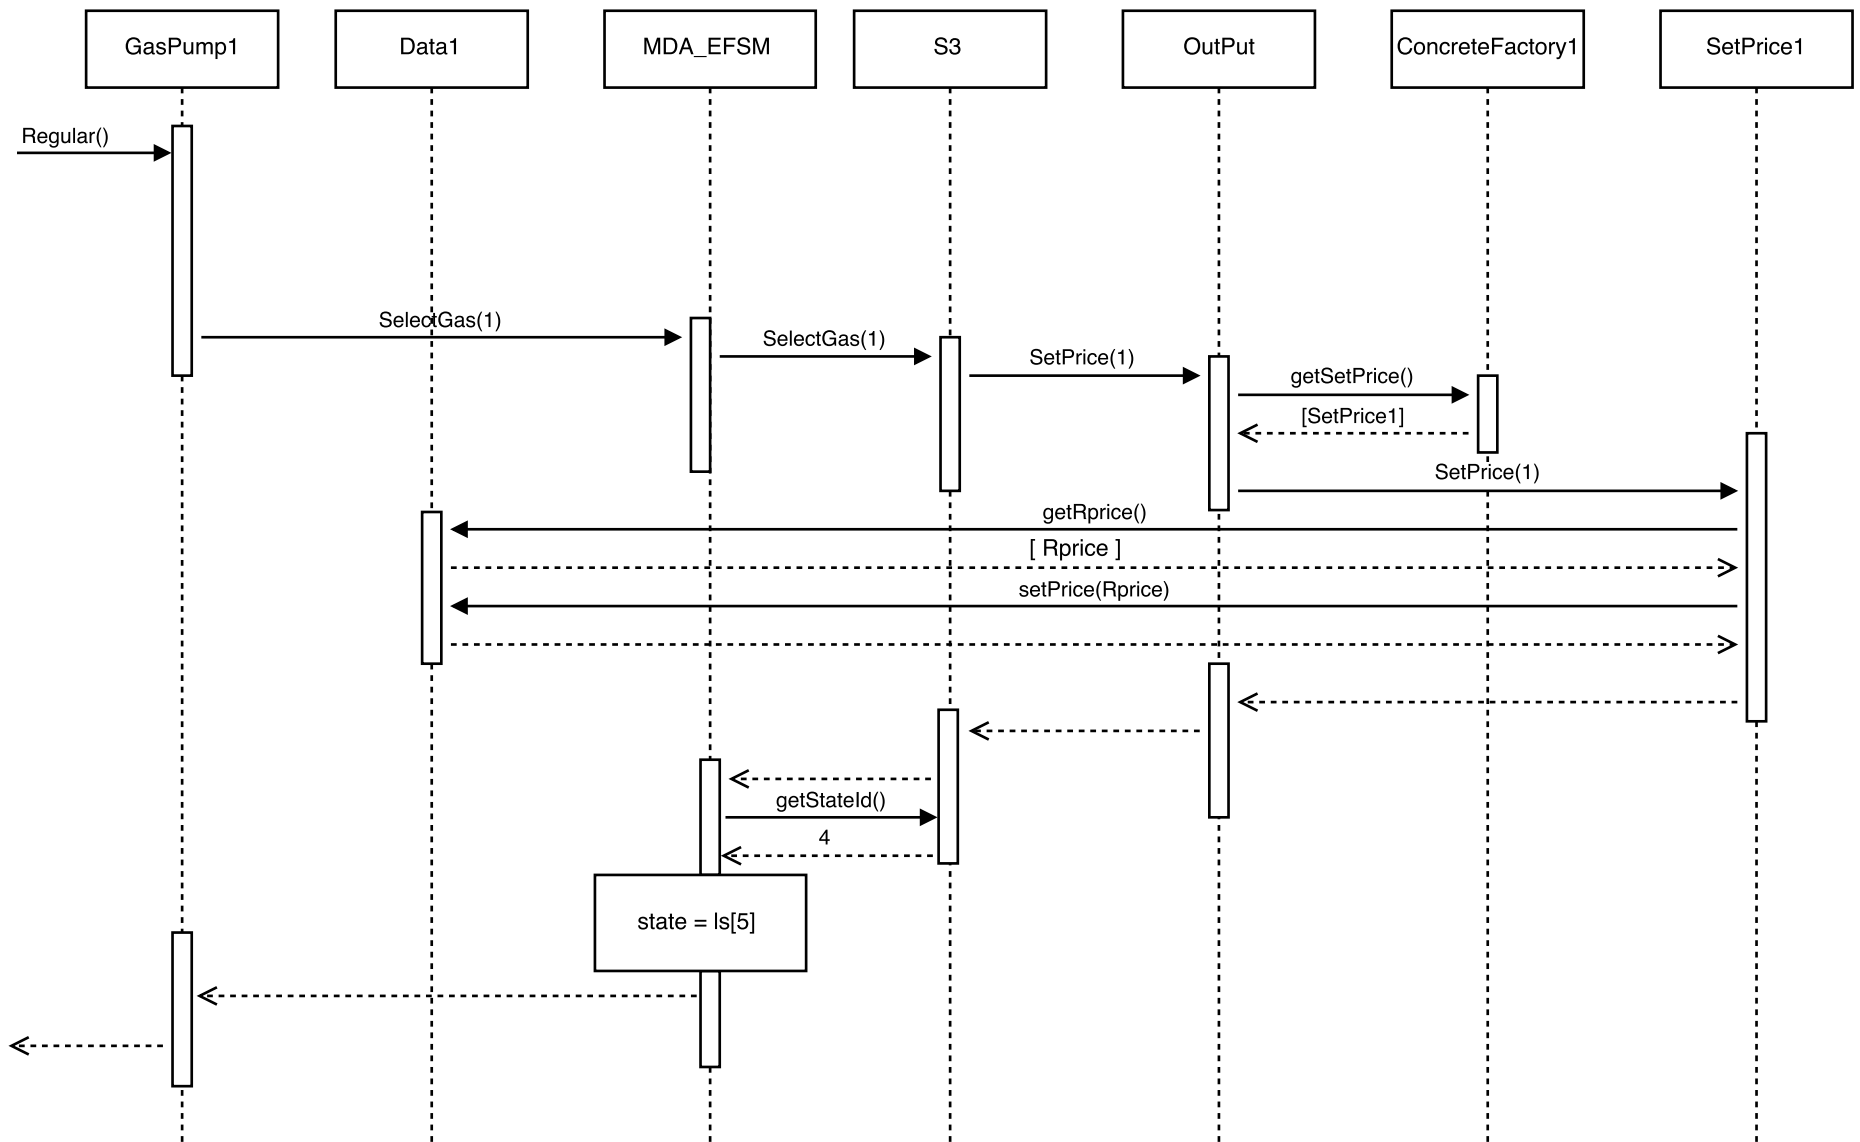 GasPump1
Data1
MDA_EFSM
S3
OutPut
ConcreteFactory1
SetPrice1
Regular()
SelectGas(1)
SelectGas(1)
SetPrice(1)
getSetPrice()
[SetPrice1]
SetPrice(1)
getRprice()
[ Rprice ]
setPrice(Rprice)
getStateId()
4
state = ls[5]